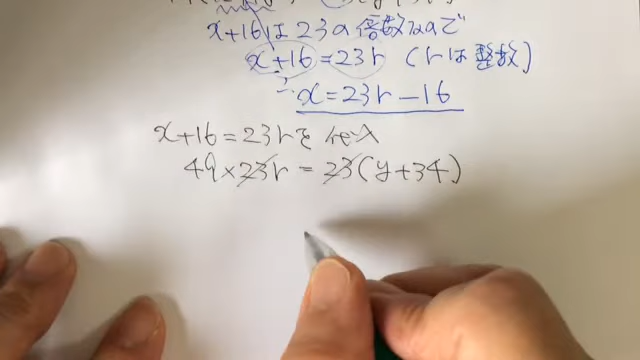 x+16は23の倍数なので
x+16=23r (rは整数)
∴ x=23r-16
x+16=23rを代入
49×23r=23(y+34)